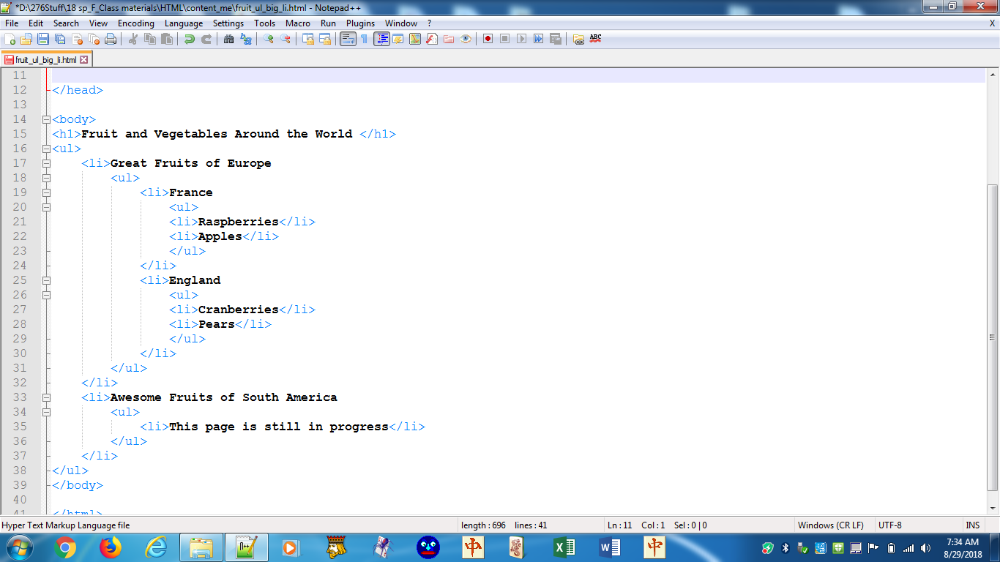 *D:\276Stuff\18 sp_F_Class materials\HTML\content_me\fruit_ul_big_li.html - Notepad++
File Edit Search View Encoding Language Settings Tools Macro Run Plugins Window ? X
ABC
fruit_ul_big_li.html
11
12 </head>
13
14 <body>
15 <h1>Fruit and Vegetables Around the World </h1>
16 <ul>
17 <li>Great Fruits of Europe
18 <ul>
19 <li>France
20 <ul>
21 <li>Raspberries</li>
22 <li>Apples</li>
23 </ul>
24 </li>
25 <li>England
26 <ul>
27 <li>Cranberries</li>
28 <li>Pears</li>
29 </ul>
30 </li>
31 </ul>
32 </li>
33 <li>Awesome Fruits of South America
34 <ul>
35 <li>This page is still in progress</li>
36 </ul>
37 </li>
38 </ul>
39 </body>
40
41 </html>
Hyper Text Markup Language file length : 696 lines : 41 Ln : 11 Col : 1 Sel : 0 | 0 Windows (CR LF) UTF-8 INS
中 中
7:34 AM
8/29/2018